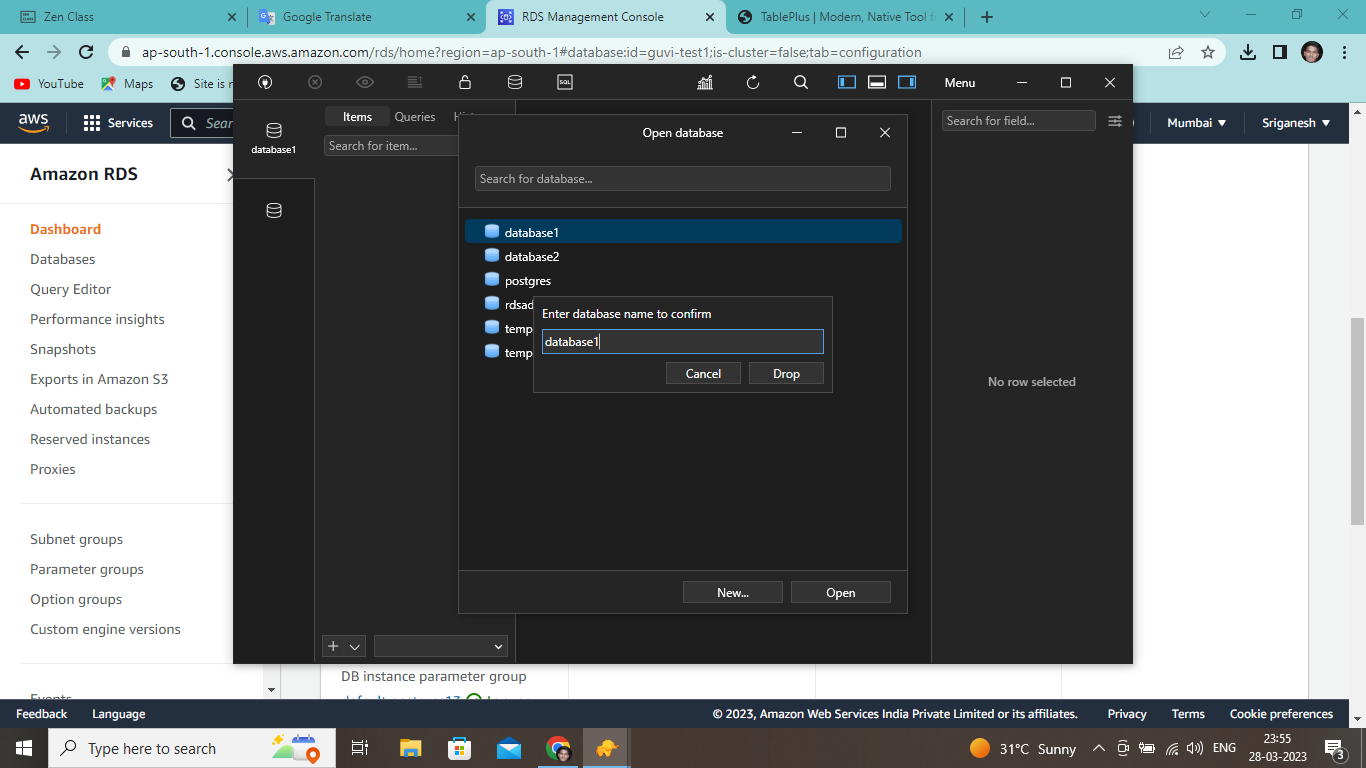 Zen Class
Google Translate
RDS Management Console
TablePlus | Modern, Native Tool f
ap-south-1.console.aws.amazon.com/rds/home?region=ap-south-1#database:id=guvi-test1;is-cluster=false;tab=configuration
YouTube
Maps
Site is
SQL
Menu
aws
Services
Sear
Mumbai
Sriganesh
database1
Items
Queries
Search for item...
Search for field...
Open database
Search for database...
database1
database2
postgres
rdsad
temp
temp
Enter database name to confirm
database1
Cancel
Drop
No row selected
New...
Open
Amazon RDS
Dashboard
Databases
Query Editor
Performance insights
Snapshots
Exports in Amazon S3
Automated backups
Reserved instances
Proxies
Subnet groups
Parameter groups
Option groups
Custom engine versions
Events
DB instance parameter group
Feedback
Language
© 2023, Amazon Web Services India Private Limited or its affiliates.
Privacy
Terms
Cookie preferences
Type here to search
31°C Sunny
ENG
23:55
28-03-2023
3